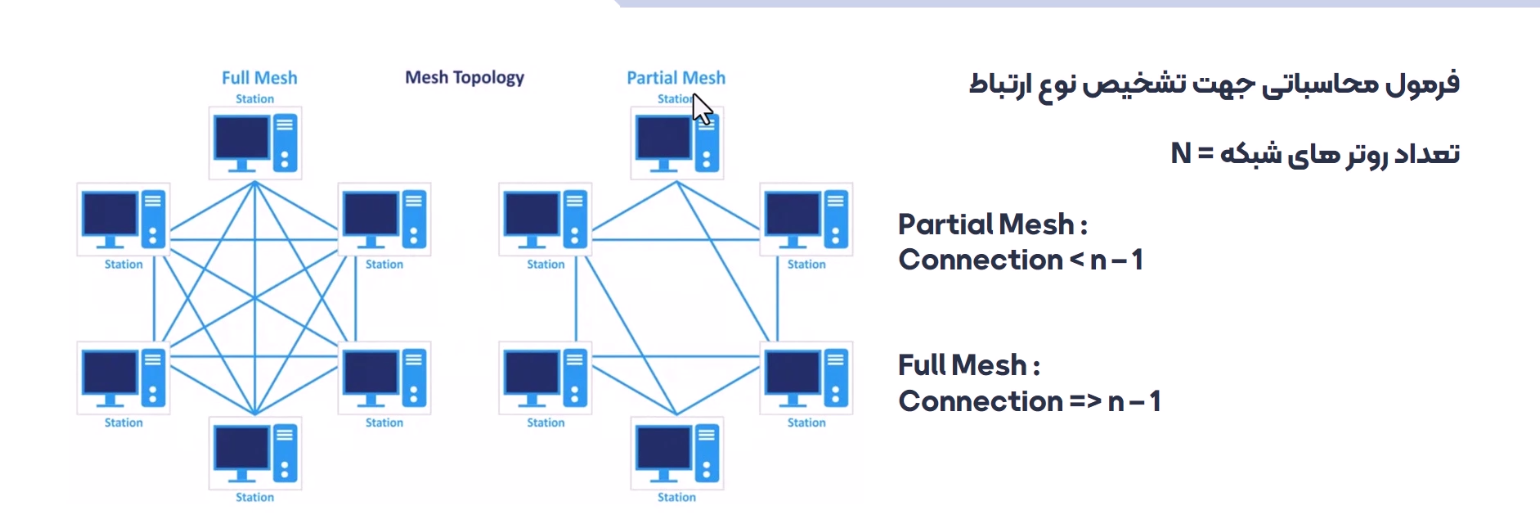 Full Mesh
Mesh Topology
Partial Mesh
Station
Station
Station
Station
Station
Station
Station
Station
Station
Station
Station
Station
فرمول محاسباتی جهت تشخیص نوع ارتباط
تعداد روتر های شبکه = N
Partial Mesh :
Connection < n – 1
Full Mesh :
Connection => n – 1